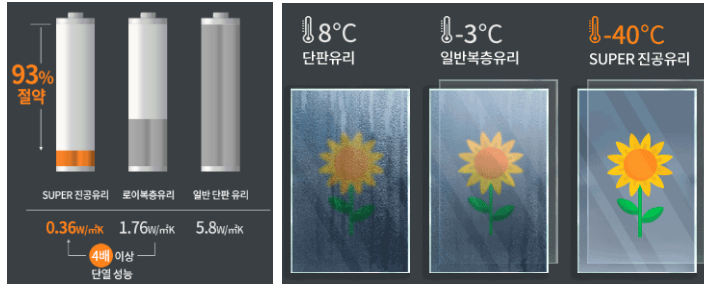 93%
절약
SUPER 진공유리
로이복층유리
일반 단판 유리
0.36W/㎡K
1.76W/㎡K
5.8W/㎡K
4배 이상
단열 성능
8°C
단판유리
-3°C
일반복층유리
-40°C
SUPER 진공유리